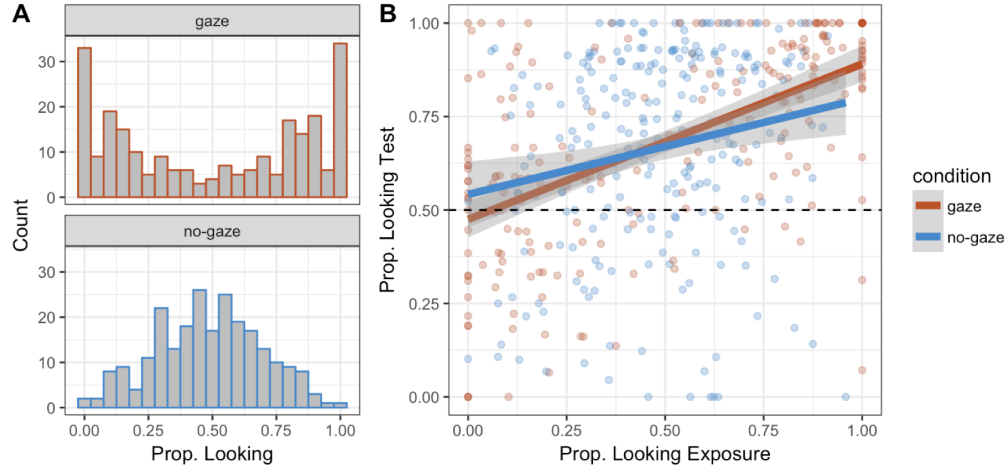 A
gaze
30
20
10
0
no-gaze
30
20
10
0
Count
0.00 0.25 0.50 0.75 1.00
Prop. Looking
B
1.00
0.75
0.50
0.25
0.00
Prop. Looking Test
0.00 0.25 0.50 0.75 1.00
Prop. Looking Exposure
condition
gaze
no-gaze